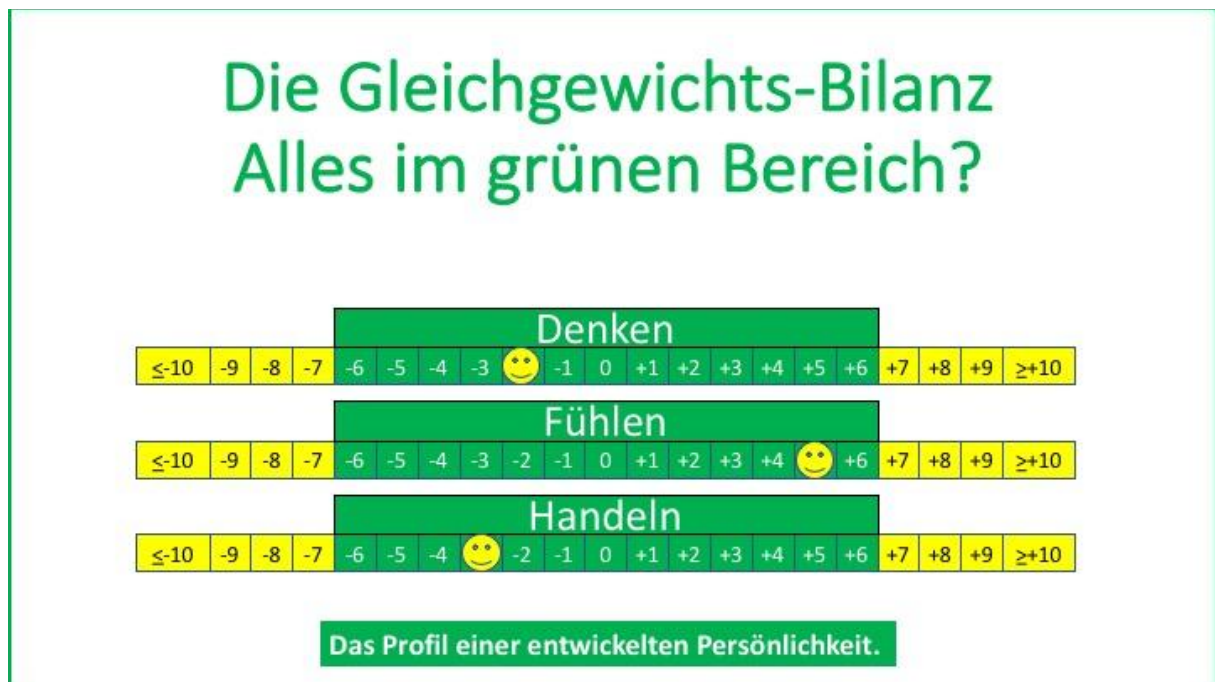 Die Gleichgewichts-Bilanz
Alles im grünen Bereich?
Denken
≤-10 -9 -8 -7 -6 -5 -4 -3 -1 0 +1 +2 +3 +4 +5 +6 +7 +8 +9 ≥+10
Fühlen
≤-10 -9 -8 -7 -6 -5 -4 -3 -2 -1 0 +1 +2 +3 +4 +6 +7 +8 +9 ≥+10
Handeln
≤-10 -9 -8 -7 -6 -5 -4 -2 -1 0 +1 +2 +3 +4 +5 +6 +7 +8 +9 ≥+10
Das Profil einer entwickelten Persönlichkeit.